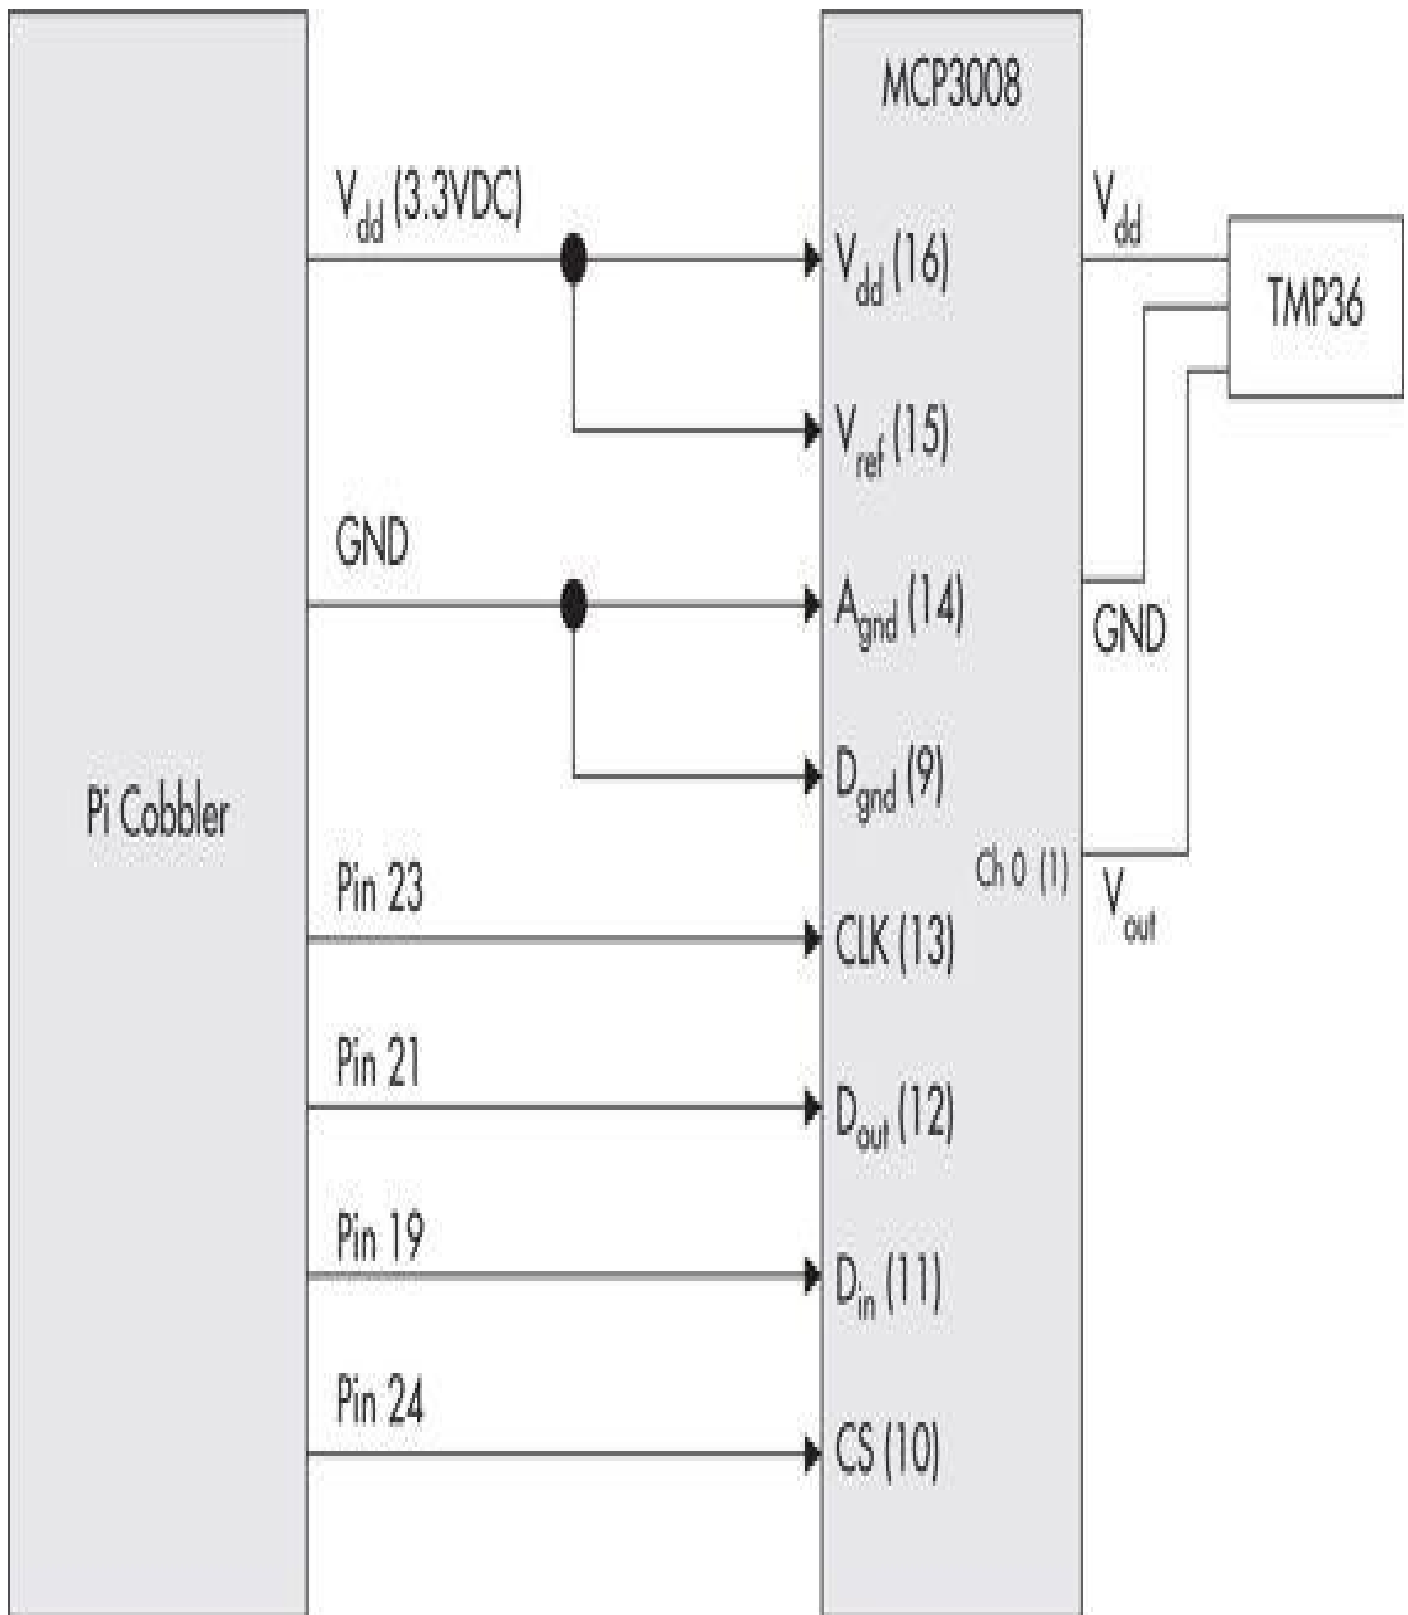 MCP3008
Vdd (3.3VDC)
Vdd
Vdd (16)
TMP36
Vref (15)
GND
Agnd (14)
GND
Dgnd (9)
Pi Cobbler
Ch 0 (1)
Pin 23
Vout
CLK (13)
Pin 21
Dout (12)
Pin 19
Din (11)
Pin 24
CS (10)